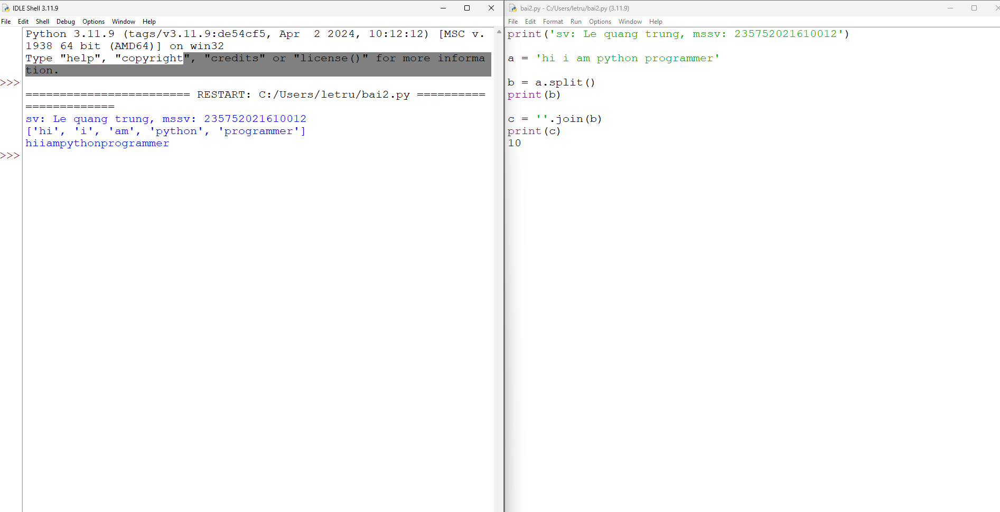 IDLE Shell 3.11.9
File Edit Shell Debug Options Window Help
Python 3.11.9 (tags/v3.11.9:de54cf5, Apr  2 2024, 10:12:12) [MSC v.
1938 64 bit (AMD64)] on win32
Type "help", "copyright", "credits" or "license()" for more informa
tion.
>>>
======================== RESTART: C:/Users/letru/bai2.py ==========
=============
sv: Le quang trung, mssv: 235752021610012
['hi', 'i', 'am', 'python', 'programmer']
hiiampythonprogrammer
>>>
bai2.py - C:/Users/letru/bai2.py (3.11.9)
File Edit Format Run Options Window Help
print('sv: Le quang trung, mssv: 235752021610012')
a = 'hi i am python programmer'
b = a.split()
print(b)
c = ''.join(b)
print(c)
10